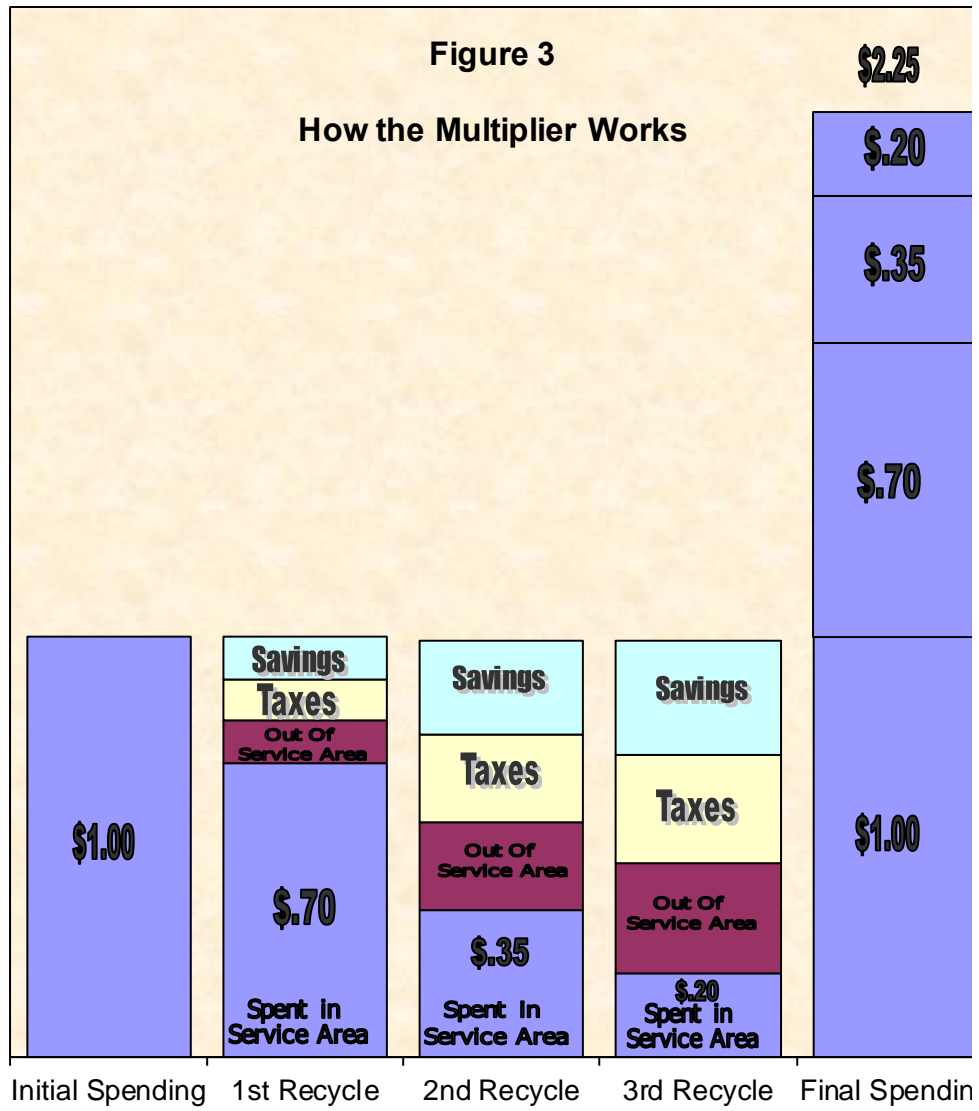 Figure 3
How the Multiplier Works
$2.25
$.20
$.35
$.70
$1.00
$1.00
Savings
Taxes
Out Of
Service Area
$.70
Spent in
Service Area
Savings
Taxes
Out Of
Service Area
$.35
Spent in
Service Area
Savings
Taxes
Out Of
Service Area
$.20
Spent in
Service Area
Initial Spending
1st Recycle
2nd Recycle
3rd Recycle
Final Spendin